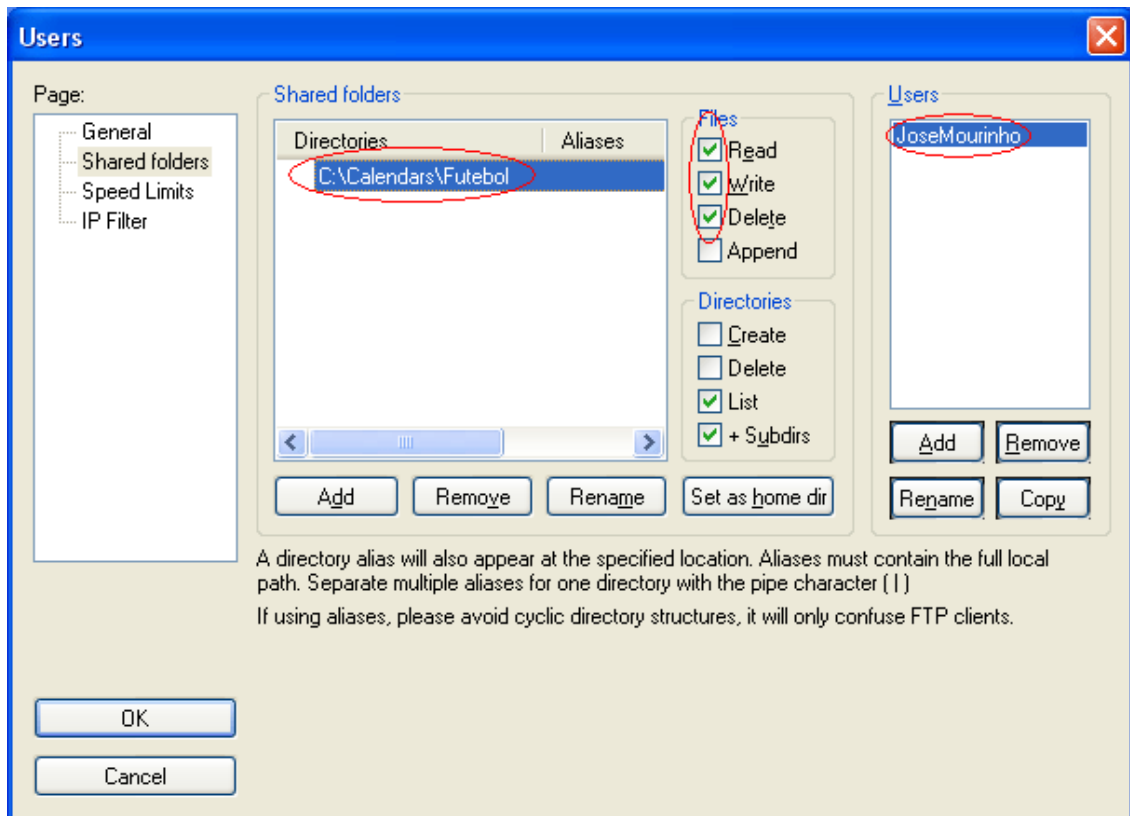 Users
Page:
General
Shared folders
Speed Limits
IP Filter
Shared folders
Directories Aliases
C:\Calendars\Futebol
Files
Read
Write
Delete
Append
Directories
Create
Delete
List
+ Subdirs
Add Remove Rename Set as home dir
Users
JoseMourinho
Add Remove
Rename Copy
A directory alias will also appear at the specified location. Aliases must contain the full local
path. Separate multiple aliases for one directory with the pipe character ( | )
If using aliases, please avoid cyclic directory structures, it will only confuse FTP clients.
OK
Cancel